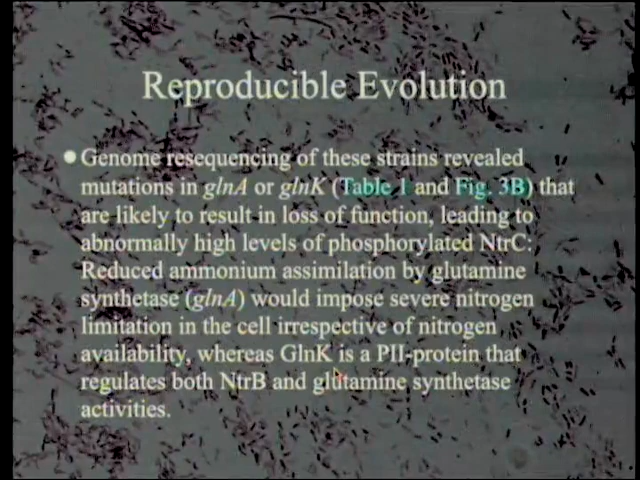 Reproducible Evolution
Genome resequencing of these strains revealed
mutations in glnA or glnK (Table 1 and Fig. 3B) that
are likely to result in loss of function, leading to
abnormally high levels of phosphorylated NtrC:
Reduced ammonium assimilation by glutamine
synthetase (glnA) would impose severe nitrogen
limitation in the cell irrespective of nitrogen
availability, whereas GlnK is a PII-protein that
regulates both NtrB and glutamine synthetase
activities.